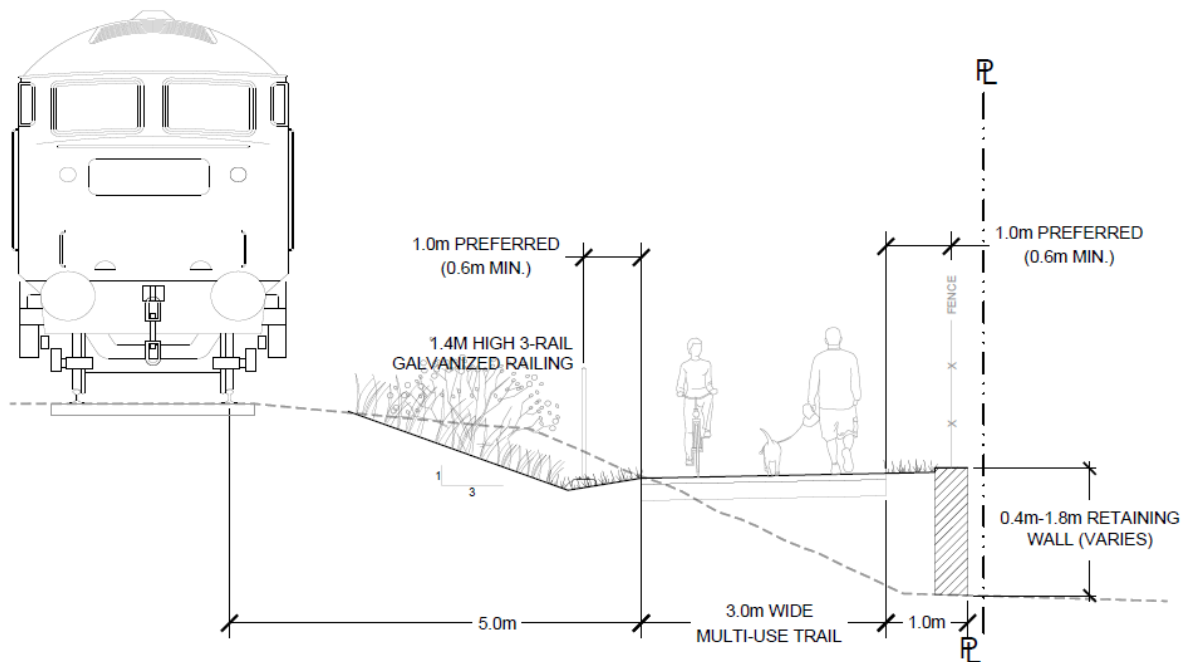 PL
1.0m PREFERRED
(0.6m MIN.)
1.0m PREFERRED
(0.6m MIN.)
FENCE
X
X
1.4M HIGH 3-RAIL
GALVANIZED RAILING
1
3
0.4m-1.8m RETAINING
WALL (VARIES)
5.0m
3.0m WIDE
MULTI-USE TRAIL
1.0m
PL